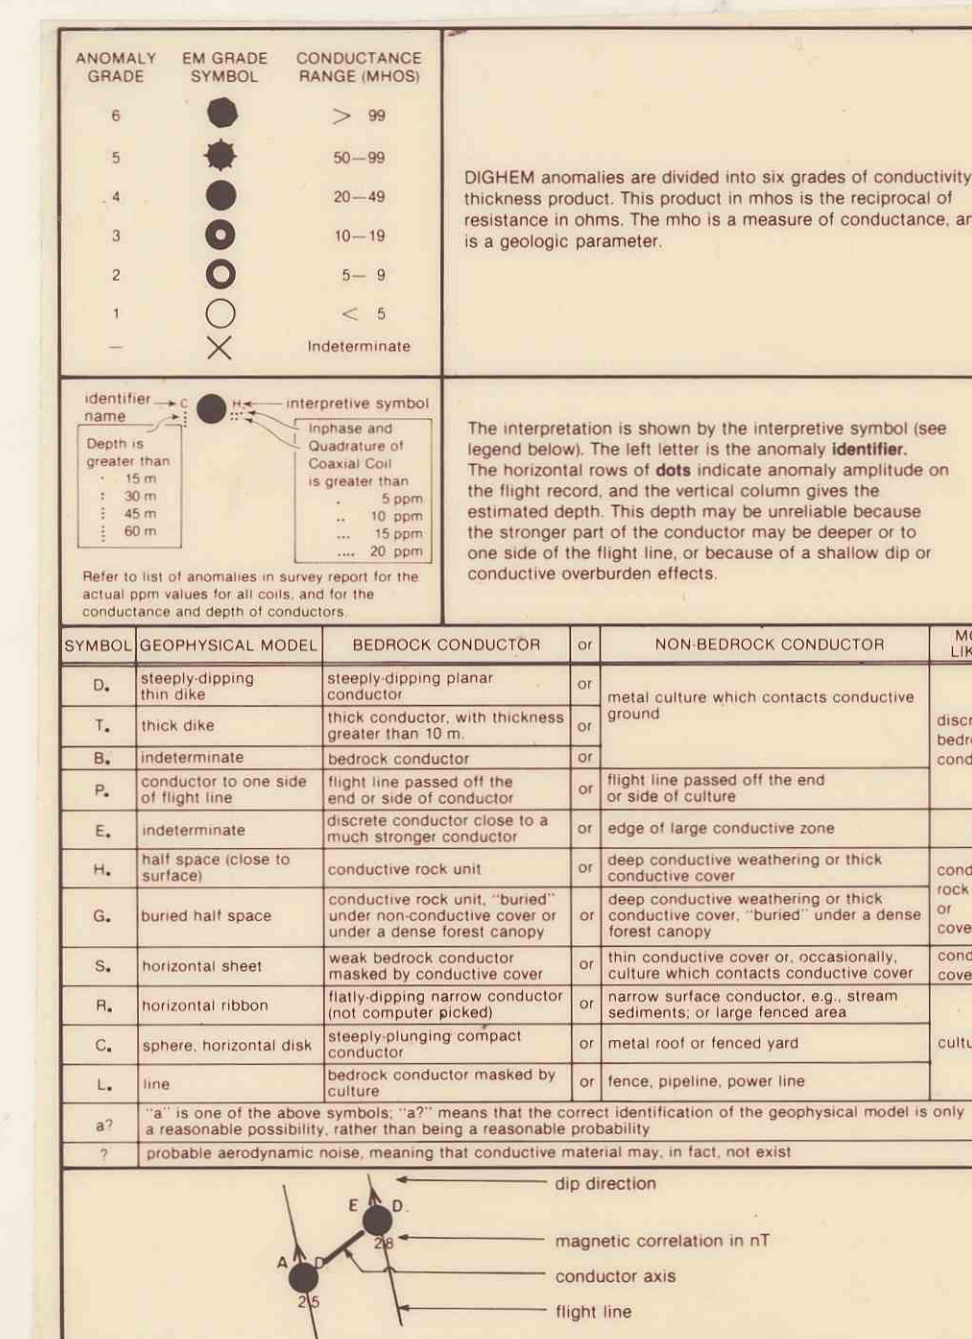 ANOMALY GRADE EM GRADE SYMBOL CONDUCTANCE RANGE (MHOS)
6 > 99
5 50—99
4 20—49
3 10—19
2 5— 9
1 < 5
— Indeterminate
DIGHEM anomalies are divided into six grades of conductivity
thickness product. This product in mhos is the reciprocal of
resistance in ohms. The mho is a measure of conductance,
is a geologic parameter.
identifier name
C H.
interpretive symbol
Depth is
greater than
. 15 m
: 30 m
⋮ 45 m
⁞ 60 m
Inphase and
Quadrature of
Coaxial Coil
is greater than
. 5 ppm
.. 10 ppm
... 15 ppm
.... 20 ppm
Refer to list of anomalies in survey report for the
actual ppm values for all coils, and for the
conductance and depth of conductors.
The interpretation is shown by the interpretive symbol (see
legend below). The left letter is the anomaly identifier.
The horizontal rows of dots indicate anomaly amplitude on
the flight record, and the vertical column gives the
estimated depth. This depth may be unreliable because
the stronger part of the conductor may be deeper or to
one side of the flight line, or because of a shallow dip or
conductive overburden effects.
SYMBOL GEOPHYSICAL MODEL BEDROCK CONDUCTOR or NON-BEDROCK CONDUCTOR
D. steeply-dipping thin dike steeply-dipping planar conductor or metal culture which contacts conductive ground
T. thick dike thick conductor, with thickness greater than 10 m. or
B. indeterminate bedrock conductor or
P. conductor to one side of flight line flight line passed off the end or side of conductor or flight line passed off the end or side of culture
E. indeterminate discrete conductor close to a much stronger conductor or edge of large conductive zone
H. half space (close to surface) conductive rock unit or deep conductive weathering or thick conductive cover
rock
or
G. buried half space conductive rock unit, "buried" under non-conductive cover or under a dense forest canopy or deep conductive weathering or thick conductive cover, "buried" under a dense forest canopy
S. horizontal sheet weak bedrock conductor masked by conductive cover or thin conductive cover or, occasionally, culture which contacts conductive cover
R. horizontal ribbon flatly-dipping narrow conductor (not computer picked) or narrow surface conductor, e.g., stream sediments; or large fenced area
C. sphere, horizontal disk steeply-plunging compact conductor or metal roof or fenced yard
L. line bedrock conductor masked by culture or fence, pipeline, power line
a? "a" is one of the above symbols; "a?" means that the correct identification of the geophysical model is only
a reasonable possibility, rather than being a reasonable probability
? probable aerodynamic noise, meaning that conductive material may, in fact, not exist
dip direction
E D.
28
magnetic correlation in nT
A D
conductor axis
25
flight line